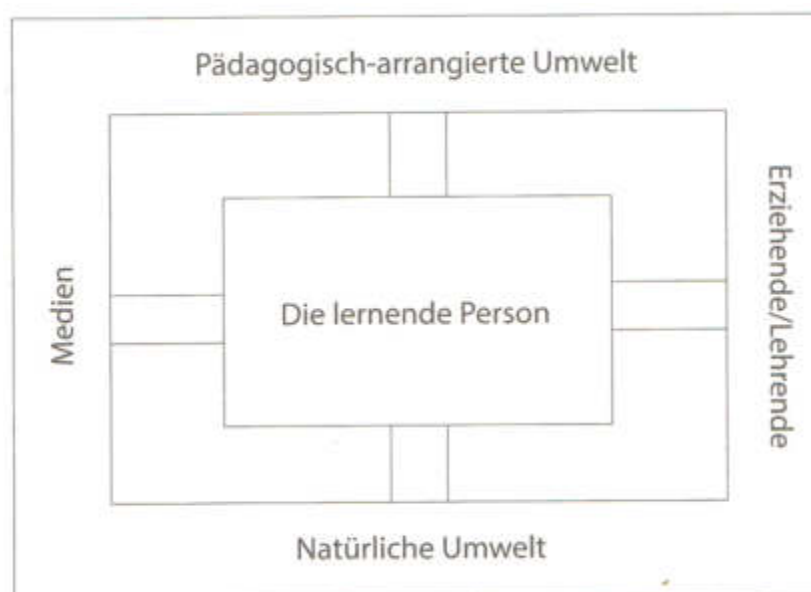 Pädagogisch-arrangierte Umwelt
Medien
Die lernende Person
Erziehende/Lehrende
Natürliche Umwelt